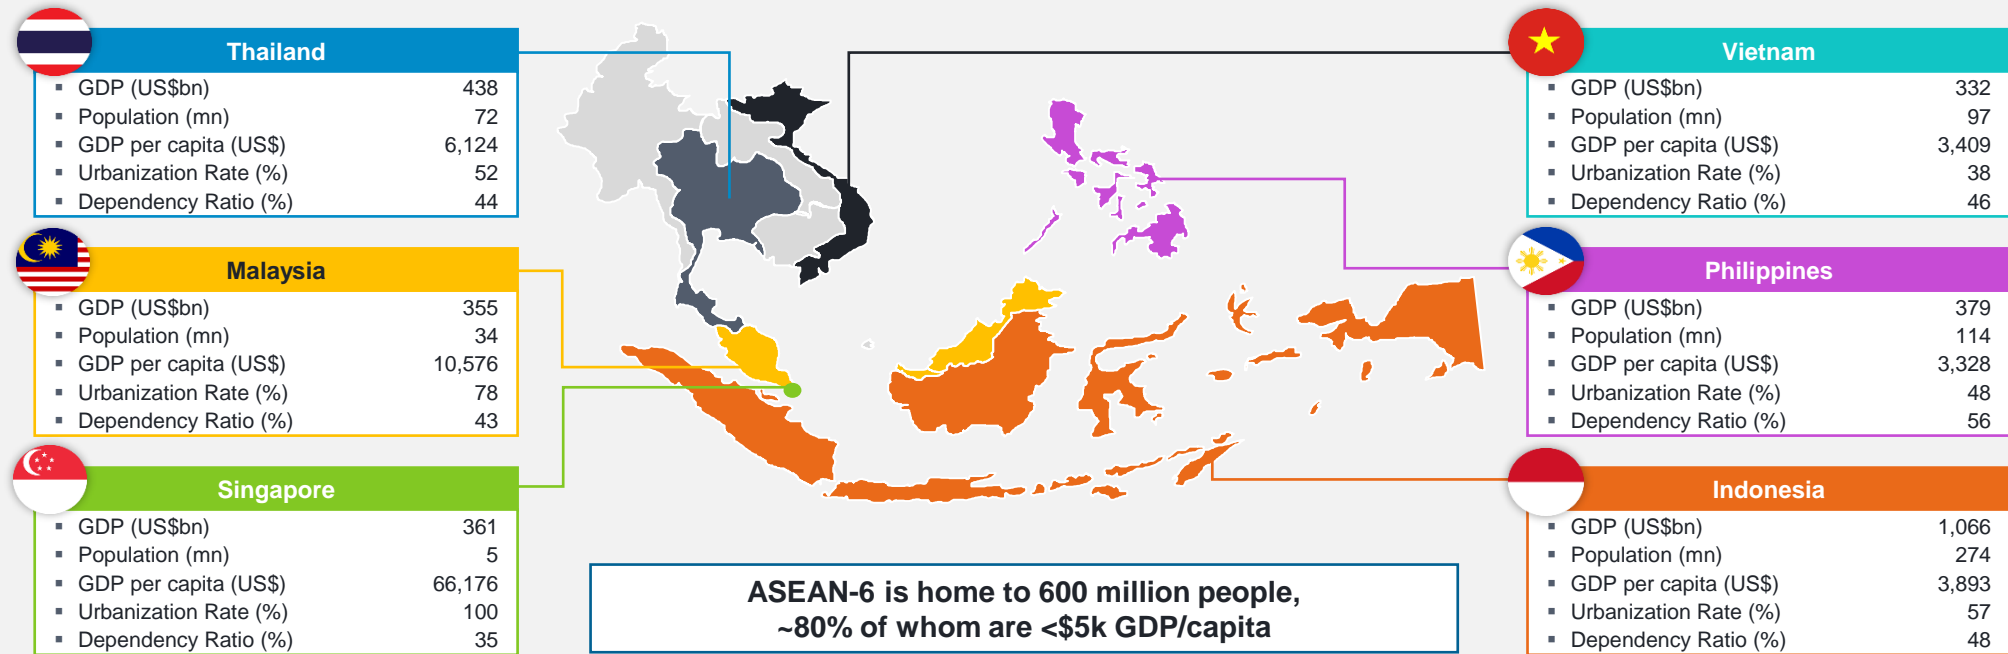 Thailand
▪ GDP (US$bn) 438
▪ Population (mn) 72
▪ GDP per capita (US$) 6,124
▪ Urbanization Rate (%) 52
▪ Dependency Ratio (%) 44
Malaysia
▪ GDP (US$bn) 355
▪ Population (mn) 34
▪ GDP per capita (US$) 10,576
▪ Urbanization Rate (%) 78
▪ Dependency Ratio (%) 43
Singapore
▪ GDP (US$bn) 361
▪ Population (mn) 5
▪ GDP per capita (US$) 66,176
▪ Urbanization Rate (%) 100
▪ Dependency Ratio (%) 35
ASEAN-6 is home to 600 million people,
~80% of whom are <$5k GDP/capita
Vietnam
▪ GDP (US$bn) 332
▪ Population (mn) 97
▪ GDP per capita (US$) 3,409
▪ Urbanization Rate (%) 38
▪ Dependency Ratio (%) 46
Philippines
▪ GDP (US$bn) 379
▪ Population (mn) 114
▪ GDP per capita (US$) 3,328
▪ Urbanization Rate (%) 48
▪ Dependency Ratio (%) 56
Indonesia
▪ GDP (US$bn) 1,066
▪ Population (mn) 274
▪ GDP per capita (US$) 3,893
▪ Urbanization Rate (%) 57
▪ Dependency Ratio (%) 48